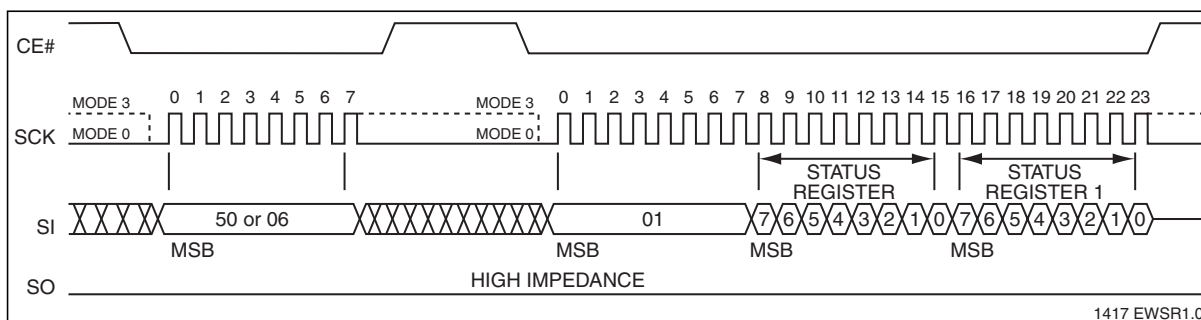 CE#
MODE 3 0 1 2 3 4 5 6 7 MODE 3 0 1 2 3 4 5 6 7 8 9 10 11 12 13 14 15 16 17 18 19 20 21 22 23
SCK MODE 0 MODE 0
STATUS REGISTER
STATUS REGISTER 1
SI 50 or 06 01 7 6 5 4 3 2 1 0 7 6 5 4 3 2 1 0
MSB MSB MSB MSB
SO HIGH IMPEDANCE
1417 EWSR1.0